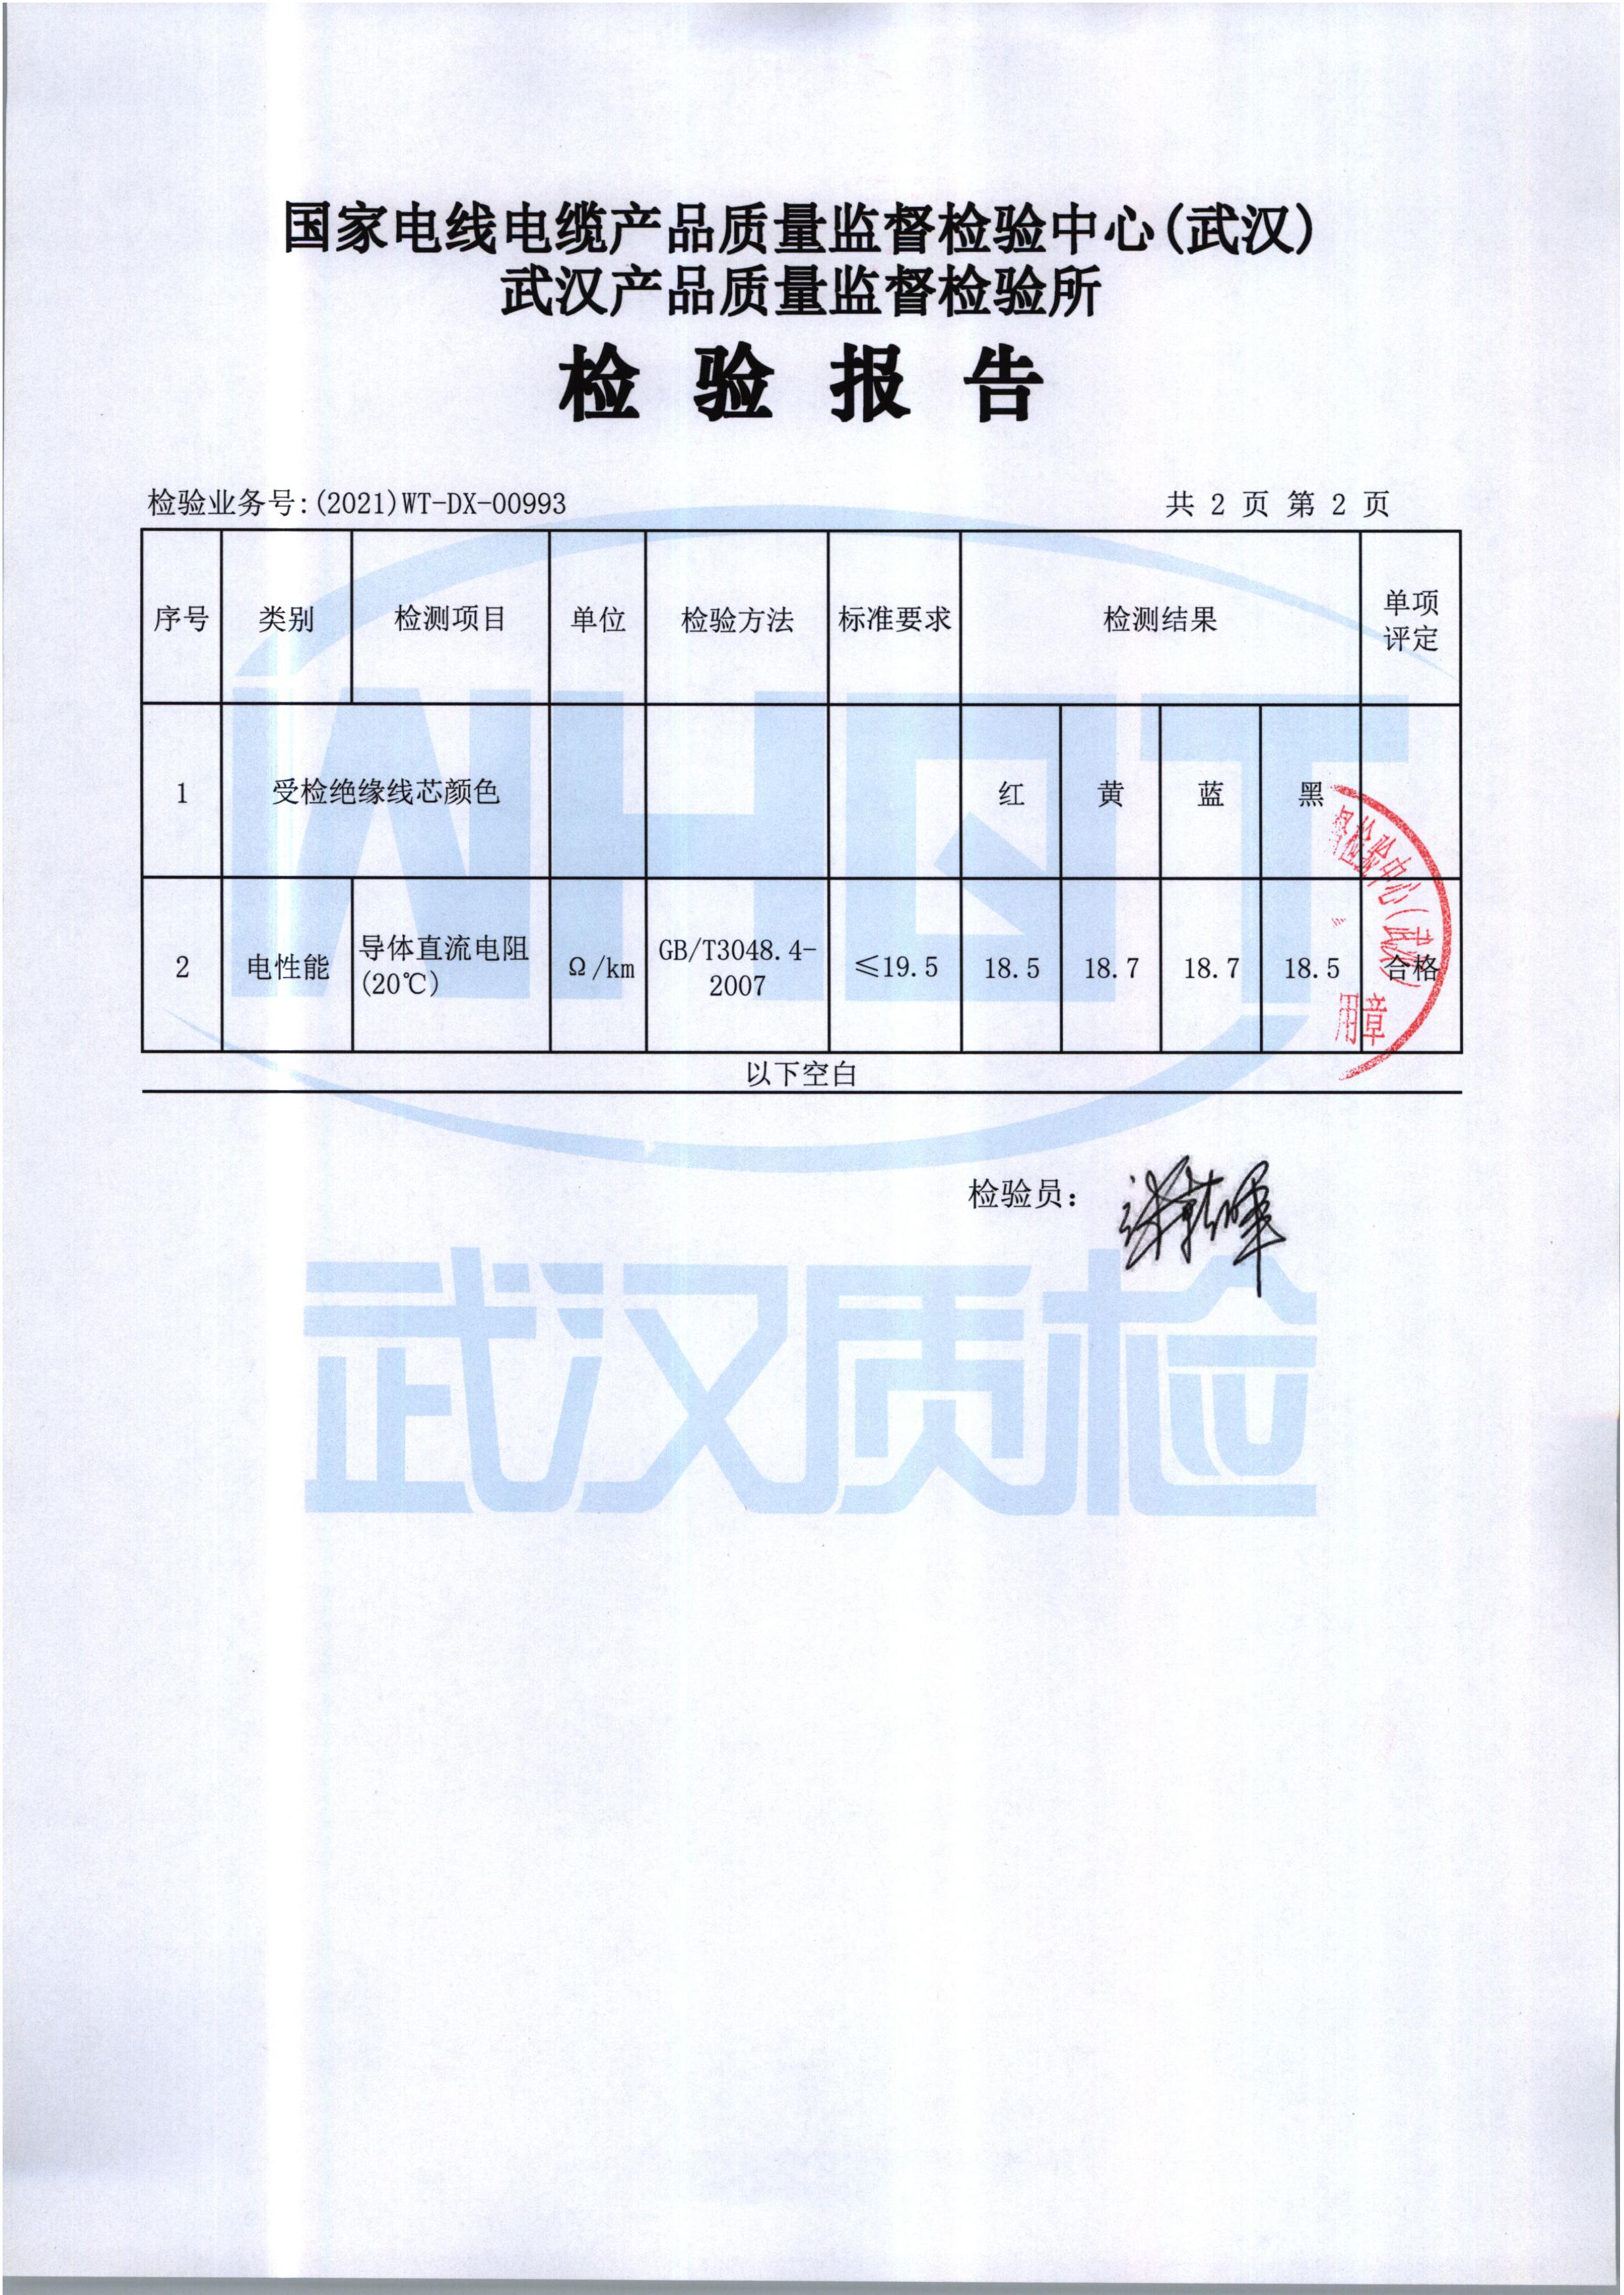 国家电线电缆产品质量监督检验中心(武汉)
武汉产品质量监督检验所
检验报告
检验业务号:(2021)WT-DX-00993
共 2 页 第 2 页
序号 类别 检测项目 单位 检验方法 标准要求 检测结果 单项
评定
1 受检绝缘线芯颜色 红 黄 蓝 黑
2 电性能 导体直流电阻 Ω/km GB/T3048.4- ≤19.5 18.5 18.7 18.7 18.5 合格
(20℃) 2007
以下空白
检验员:
WHQT
武汉质检
督检验中心(武汉)
用章